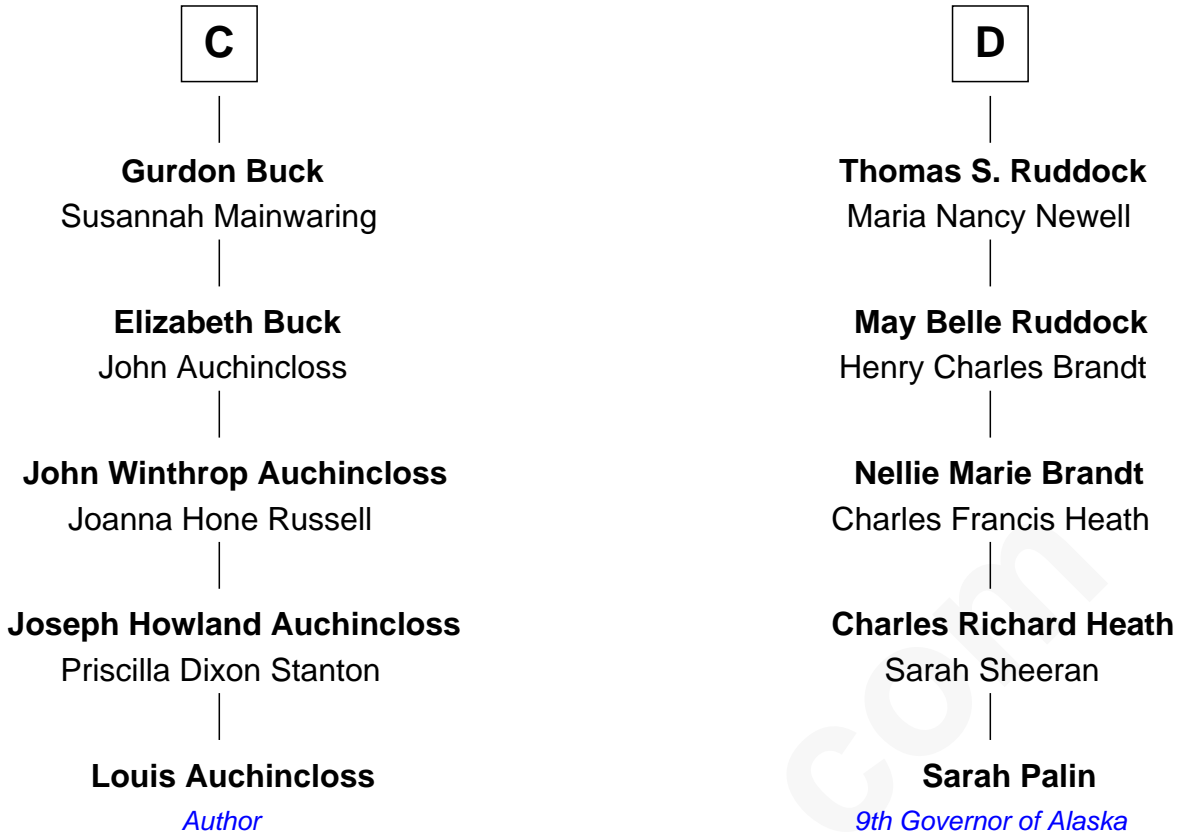 C
Gurdon Buck
Susannah Mainwaring
Elizabeth Buck
John Auchincloss
John Winthrop Auchincloss
Joanna Hone Russell
Joseph Howland Auchincloss
Priscilla Dixon Stanton
Louis Auchincloss
Author
D
Thomas S. Ruddock
Maria Nancy Newell
May Belle Ruddock
Henry Charles Brandt
Nellie Marie Brandt
Charles Francis Heath
Charles Richard Heath
Sarah Sheeran
Sarah Palin
9th Governor of Alaska
com